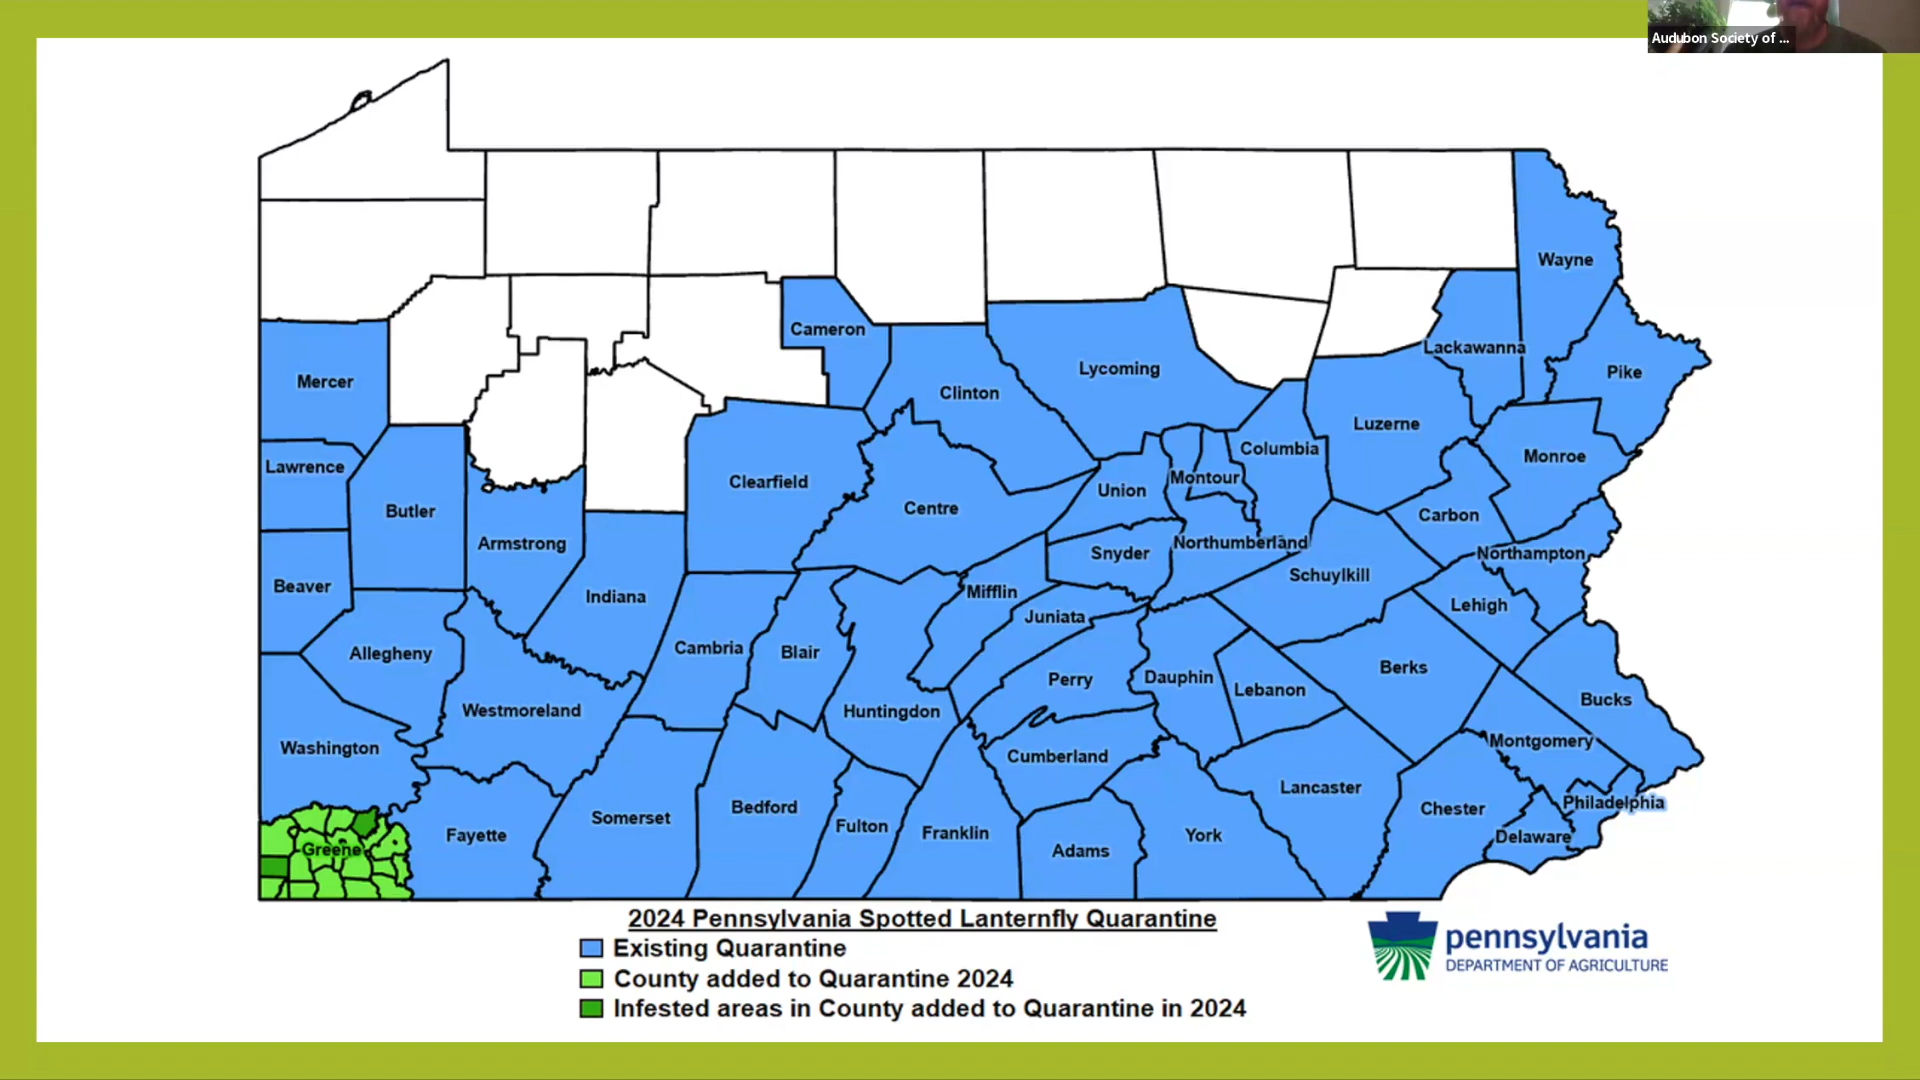 Audubon Society of ...
Wayne
Cameron
Lackawanna
Lycoming
Pike
Mercer
Clinton
Luzerne
Columbia
Monroe
Lawrence
Clearfield
Montour
Union
Butler
Centre
Carbon
Armstrong
Northumberland
Snyder
Northampton
Schuylkill
Beaver
Mifflin
Indiana
Lehigh
Juniata
Allegheny
Cambria
Blair
Berks
Perry
Dauphin
Lebanon
Bucks
Westmoreland
Huntingdon
Washington
Montgomery
Cumberland
Lancaster
Philadelphia
Bedford
Chester
Somerset
Fulton
Fayette
Franklin
York
Delaware
Greene
Adams
2024 Pennsylvania Spotted Lanternfly Quarantine
Existing Quarantine
County added to Quarantine 2024
Infested areas in County added to Quarantine in 2024
pennsylvania
DEPARTMENT OF AGRICULTURE